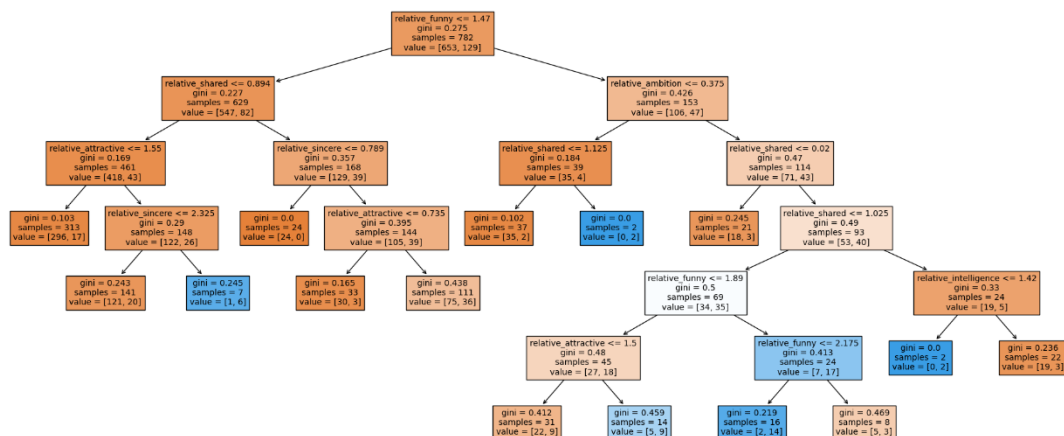 relative_funny <= 1.47
gini = 0.275
samples = 782
value = [653, 129]
relative_shared <= 0.894
gini = 0.227
samples = 629
value = [547, 82]
relative_ambition <= 0.375
gini = 0.426
samples = 153
value = [106, 47]
relative_attractive <= 1.55
gini = 0.169
samples = 461
value = [418, 43]
relative_sincere <= 0.789
gini = 0.357
samples = 168
value = [129, 39]
relative_shared <= 1.125
gini = 0.184
samples = 39
value = [35, 4]
relative_shared <= 0.02
gini = 0.47
samples = 114
value = [71, 43]
gini = 0.103
samples = 313
value = [296, 17]
relative_sincere <= 2.325
gini = 0.29
samples = 148
value = [122, 26]
gini = 0.0
samples = 24
value = [24, 0]
relative_attractive <= 0.735
gini = 0.395
samples = 144
value = [105, 39]
gini = 0.102
samples = 37
value = [35, 2]
gini = 0.0
samples = 2
value = [0, 2]
gini = 0.245
samples = 21
value = [18, 3]
relative_shared <= 1.025
gini = 0.49
samples = 93
value = [53, 40]
gini = 0.243
samples = 141
value = [121, 20]
gini = 0.245
samples = 7
value = [1, 6]
gini = 0.165
samples = 33
value = [30, 3]
gini = 0.438
samples = 111
value = [75, 36]
relative_funny <= 1.89
gini = 0.5
samples = 69
value = [34, 35]
relative_intelligence <= 1.42
gini = 0.33
samples = 24
value = [19, 5]
relative_attractive <= 1.5
gini = 0.48
samples = 45
value = [27, 18]
relative_funny <= 2.175
gini = 0.413
samples = 24
value = [7, 17]
gini = 0.0
samples = 2
value = [0, 2]
gini = 0.236
samples = 22
value = [19, 3]
gini = 0.412
samples = 31
value = [22, 9]
gini = 0.459
samples = 14
value = [5, 9]
gini = 0.219
samples = 16
value = [2, 14]
gini = 0.469
samples = 8
value = [5, 3]